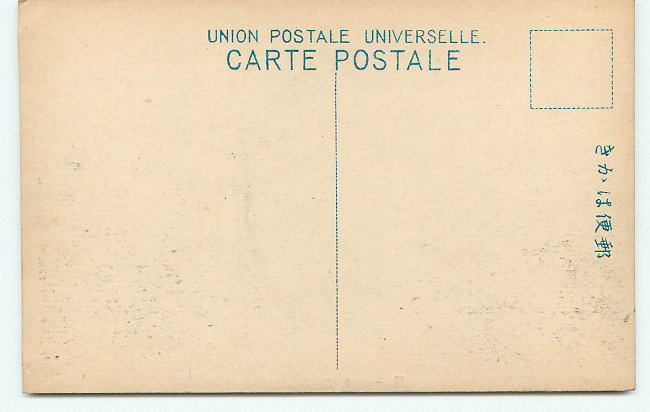 UNION POSTALE UNIVERSELLE.
CARTE POSTALE
きかは便郵